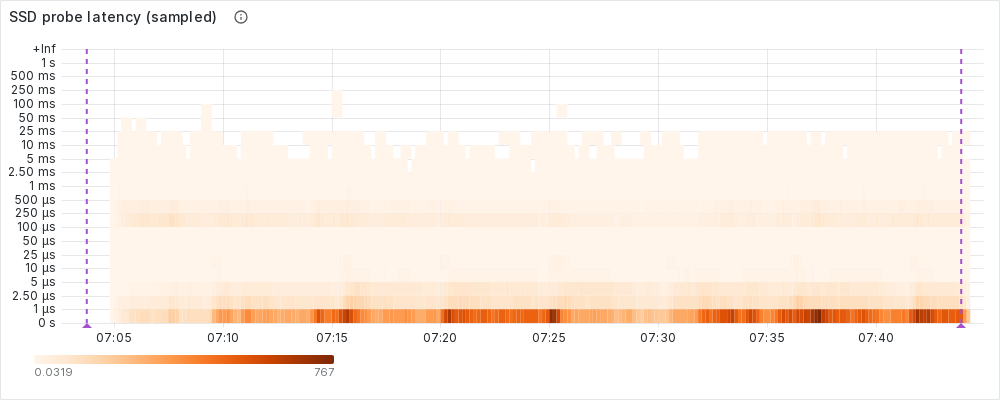 SSD probe latency (sampled)
+Inf
1 s
500 ms
250 ms
100 ms
50 ms
25 ms
10 ms
5 ms
2.50 ms
1 ms
500 µs
250 µs
100 µs
50 µs
25 µs
10 µs
5 µs
2.50 µs
1 µs
0 s
07:05 07:10 07:15 07:20 07:25 07:30 07:35 07:40
0.0319 767